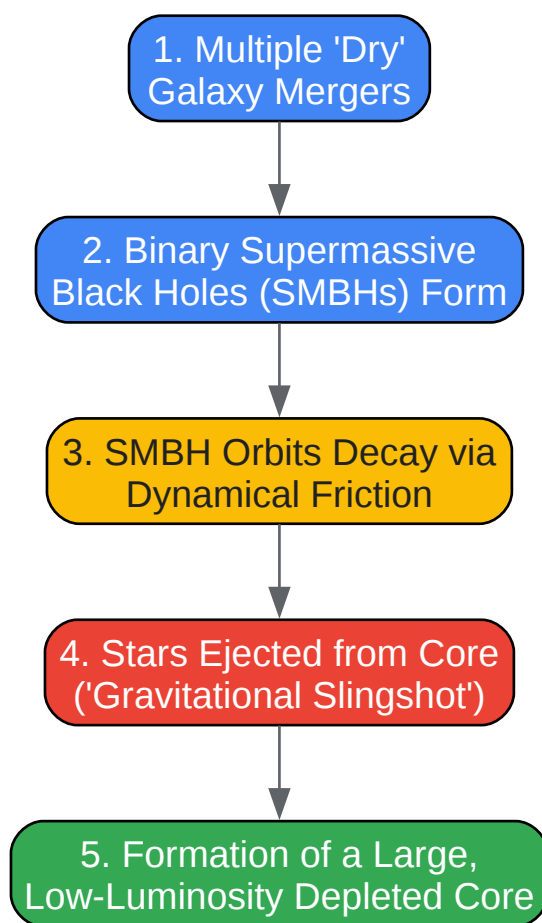 1. Multiple 'Dry'
Galaxy Mergers
2. Binary Supermassive
Black Holes (SMBHs) Form
3. SMBH Orbits Decay via
Dynamical Friction
4. Stars Ejected from Core
('Gravitational Slingshot')
5. Formation of a Large,
Low-Luminosity Depleted Core